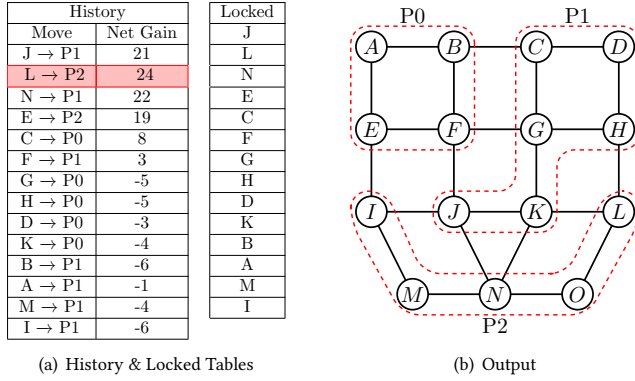 History
Move Net Gain
J → P1 21
L → P2 24
N → P1 22
E → P2 19
C → P0 8
F → P1 3
G → P0 -5
H → P0 -5
D → P0 -3
K → P0 -4
B → P1 -6
A → P1 -1
M → P1 -4
I → P1 -6
Locked
J
L
N
E
C
F
G
H
D
K
B
A
M
I
(a) History & Locked Tables
P0 P1
A B C D
E F G H
I J K L
M N O
P2
(b) Output